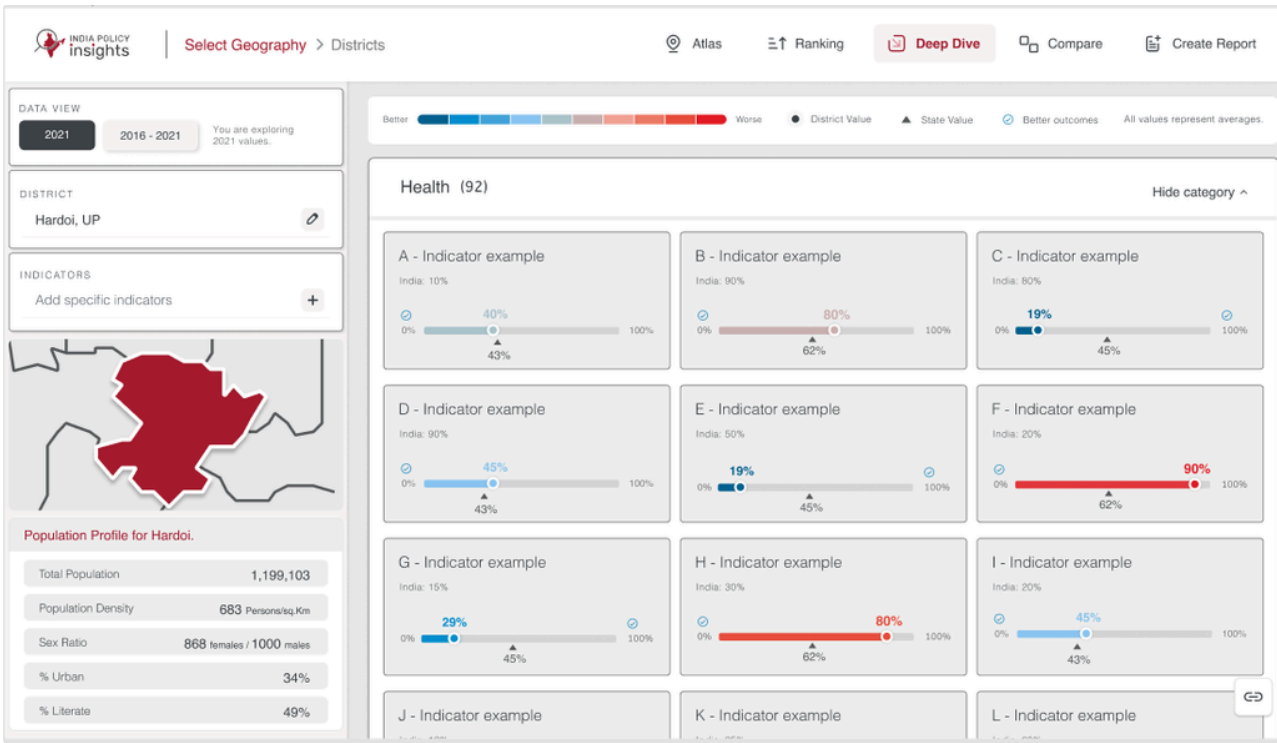 INDIA POLICY
insights
Select Geography > Districts
Atlas
Ranking
Deep Dive
Compare
Create Report
DATA VIEW
2021
2016 - 2021
You are exploring
2021 values.
DISTRICT
Hardoi, UP
INDICATORS
Add specific indicators
+
Population Profile for Hardoi.
Total Population 1,199,103
Population Density 683 Persons/sq.Km
Sex Ratio 868 females / 1000 males
% Urban 34%
% Literate 49%
Better
Worse
District Value
State Value
Better outcomes
All values represent averages.
Health (92)
Hide category
A - Indicator example
India: 10%
40%
0% 100%
43%
B - Indicator example
India: 90%
80%
0% 100%
62%
C - Indicator example
India: 80%
19%
0% 100%
45%
D - Indicator example
India: 90%
45%
0% 100%
43%
E - Indicator example
India: 50%
19%
0% 100%
45%
F - Indicator example
India: 20%
90%
0% 100%
62%
G - Indicator example
India: 15%
29%
0% 100%
45%
H - Indicator example
India: 30%
80%
0% 100%
62%
I - Indicator example
India: 20%
45%
0% 100%
43%
J - Indicator example
K - Indicator example
L - Indicator example